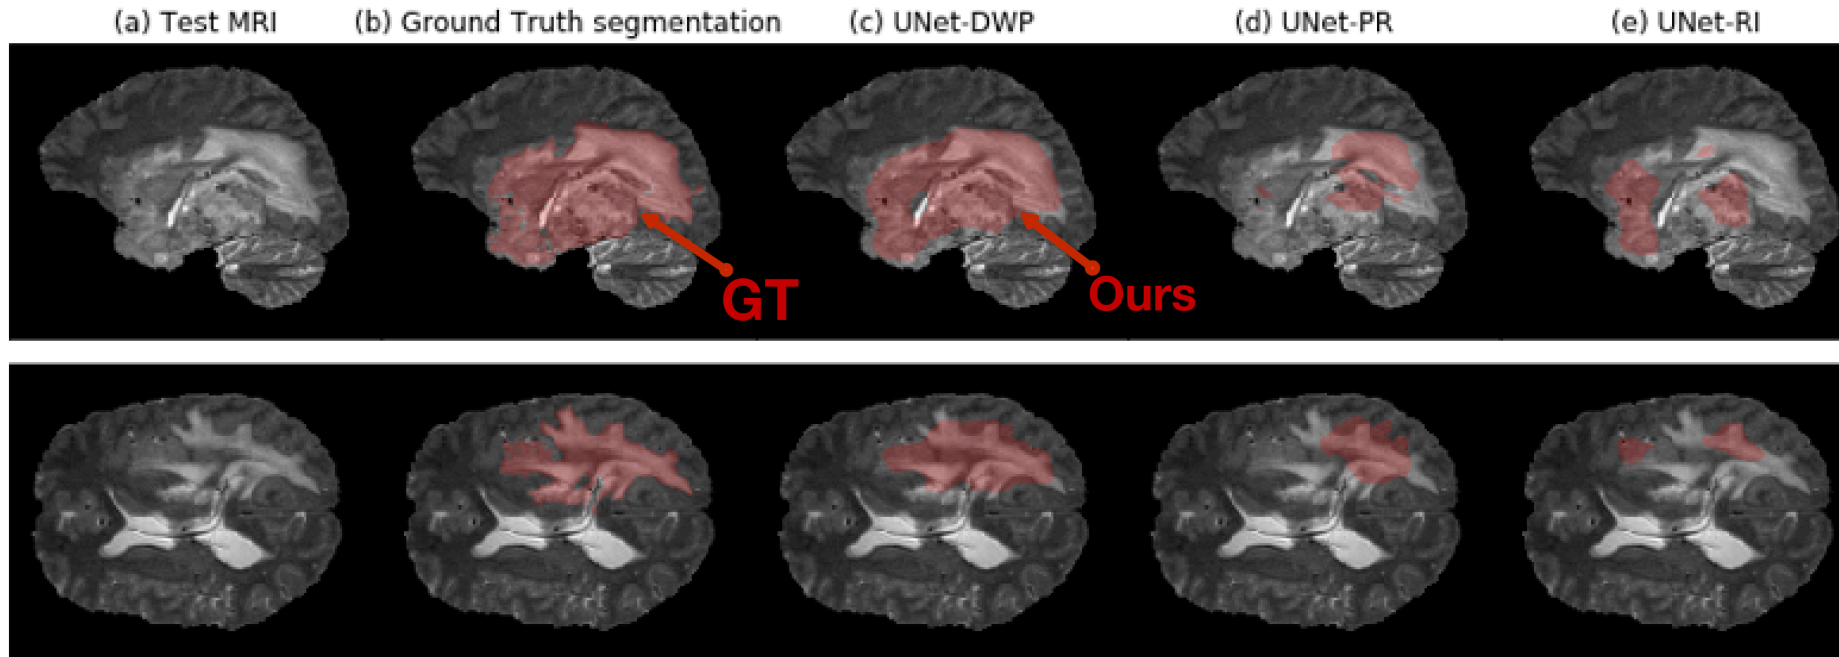 (a) Test MRI
(b) Ground Truth segmentation
(c) UNet-DWP
(d) UNet-PR
(e) UNet-RI
GT
Ours